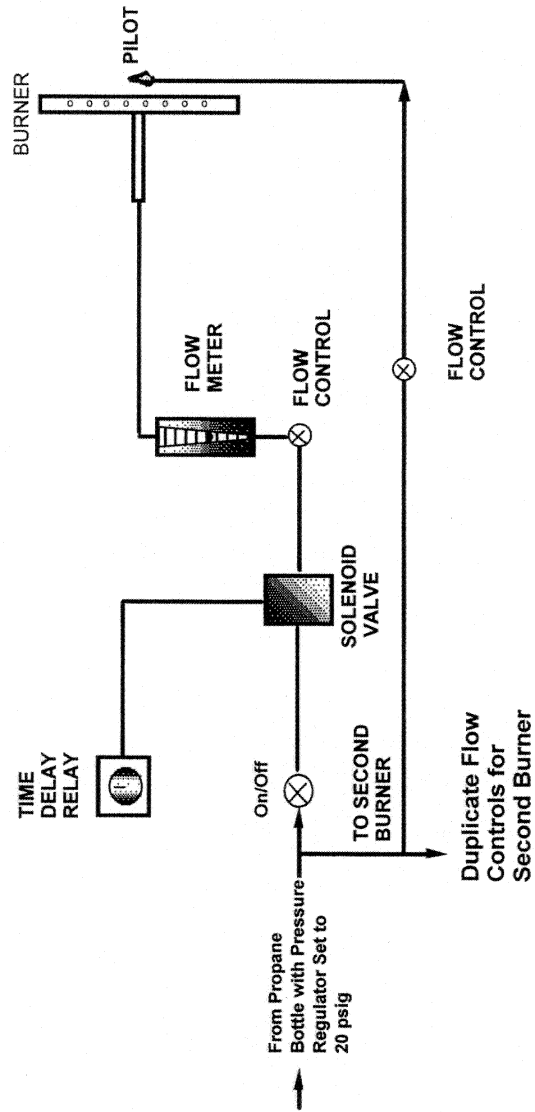 From Propane
Bottle with Pressure
Regulator Set to
20 psig
TIME
DELAY
RELAY
On/Off
TO SECOND
BURNER
Duplicate Flow
Controls for
Second Burner
SOLENOID
VALVE
FLOW
METER
FLOW
CONTROL
FLOW
CONTROL
BURNER
PILOT